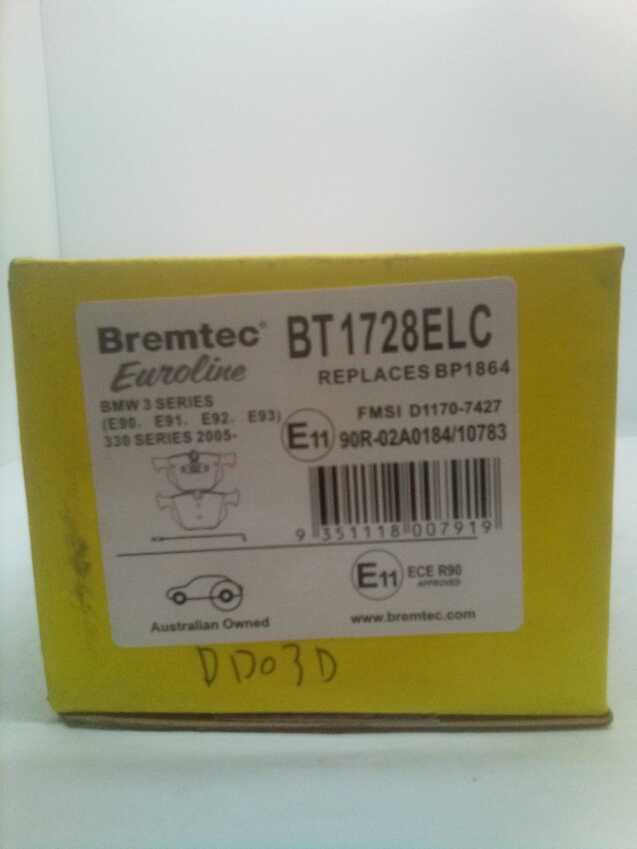 Bremtec®
Euroline
BT1728ELC
REPLACES BP1864
BMW 3 SERIES
(E90. E91. E92. E93)
330 SERIES 2005-
FMSI D1170-7427
E11 90R-02A0184/10783
9 351118 007919
E11 ECE R90
APPROVED
Australian Owned
www.bremtec.com
DD03D